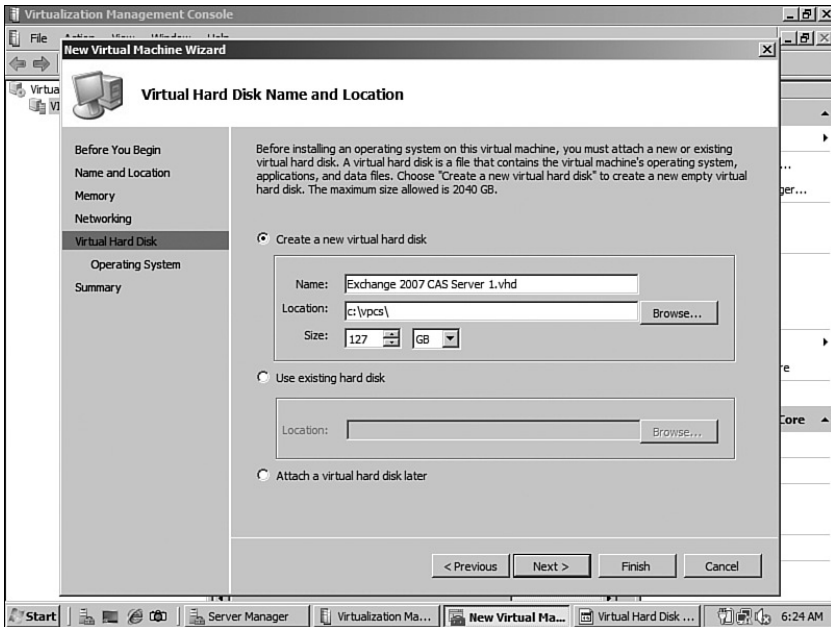 Virtualization Management Console
File
New Virtual Machine Wizard
Virtual Hard Disk Name and Location
Before You Begin
Name and Location
Memory
Networking
Virtual Hard Disk
Operating System
Summary
Before installing an operating system on this virtual machine, you must attach a new or existing
virtual hard disk. A virtual hard disk is a file that contains the virtual machine's operating system,
applications, and data files. Choose "Create a new virtual hard disk" to create a new empty virtual
hard disk. The maximum size allowed is 2040 GB.
Create a new virtual hard disk
Name: Exchange 2007 CAS Server 1.vhd
Location: c:\vpcs\ Browse...
Size: 127 GB
Use existing hard disk
Location: Browse...
Attach a virtual hard disk later
< Previous Next > Finish Cancel
Start Server Manager Virtualization Ma... New Virtual Ma... Virtual Hard Disk ... 6:24 AM